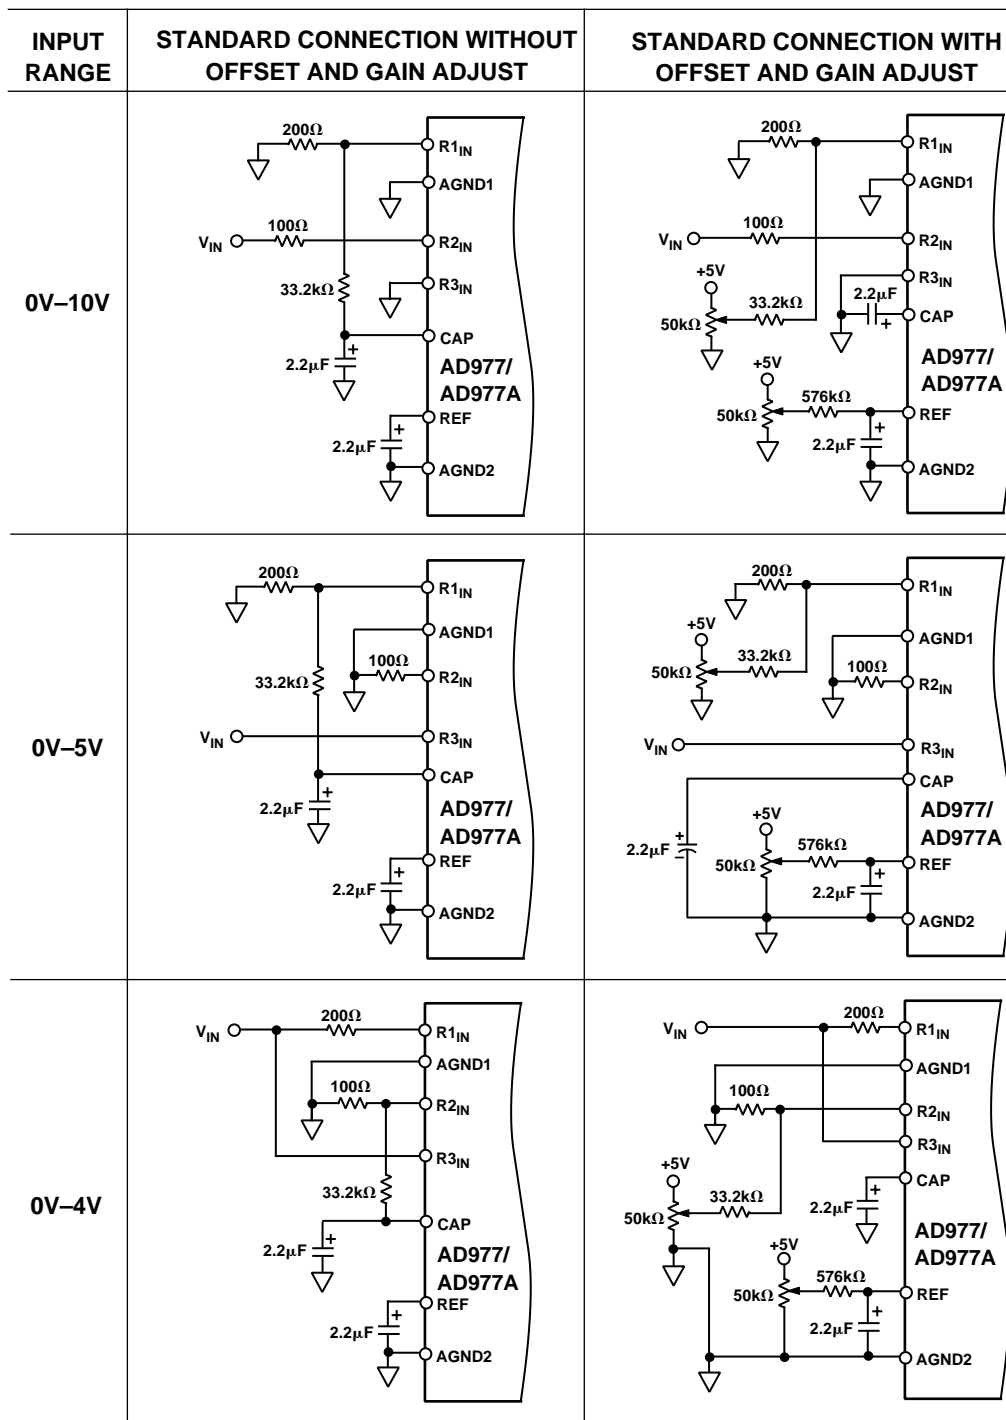 INPUT RANGE
STANDARD CONNECTION WITHOUT OFFSET AND GAIN ADJUST
STANDARD CONNECTION WITH OFFSET AND GAIN ADJUST
0V–10V
200Ω
R1IN
AGND1
100Ω
VIN
R2IN
33.2kΩ
R3IN
CAP
+
2.2μF
AD977/
AD977A
REF
+
2.2μF
AGND2
200Ω
R1IN
AGND1
100Ω
VIN
R2IN
+5V
R3IN
33.2kΩ
2.2μF
+
CAP
50kΩ
AD977/
AD977A
+5V
576kΩ
50kΩ
REF
+
2.2μF
AGND2
0V–5V
200Ω
R1IN
AGND1
100Ω
R2IN
33.2kΩ
VIN
R3IN
CAP
+
2.2μF
AD977/
AD977A
REF
+
2.2μF
AGND2
200Ω
R1IN
+5V
AGND1
33.2kΩ
100Ω
50kΩ
R2IN
VIN
R3IN
CAP
AD977/
AD977A
+5V
+
2.2μF
–
576kΩ
50kΩ
REF
+
2.2μF
AGND2
0V–4V
VIN
200Ω
R1IN
AGND1
100Ω
R2IN
R3IN
33.2kΩ
CAP
+
2.2μF
AD977/
AD977A
REF
+
2.2μF
AGND2
VIN
200Ω
R1IN
AGND1
100Ω
R2IN
R3IN
+5V
CAP
33.2kΩ
+
2.2μF
50kΩ
AD977/
AD977A
+5V
576kΩ
50kΩ
REF
+
2.2μF
AGND2